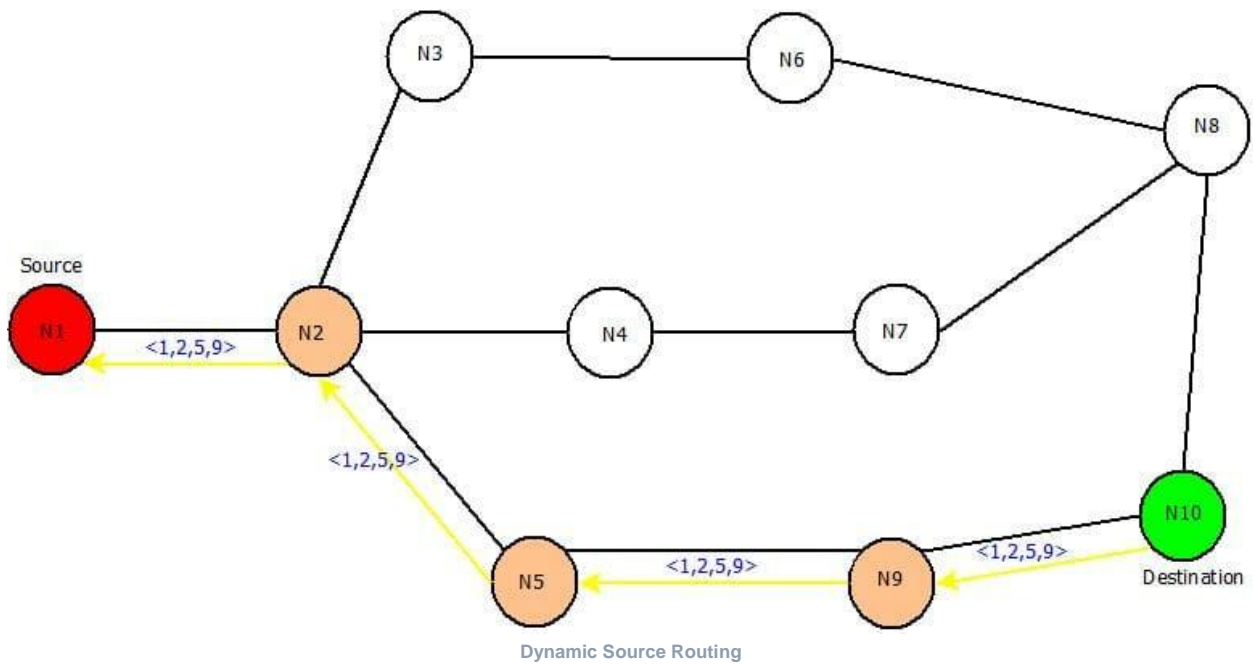 N3
N6
N8
Source
N1
N2
N4
N7
<1,2,5,9>
<1,2,5,9>
N10
<1,2,5,9>
<1,2,5,9>
N5
N9
Destination
Dynamic Source Routing